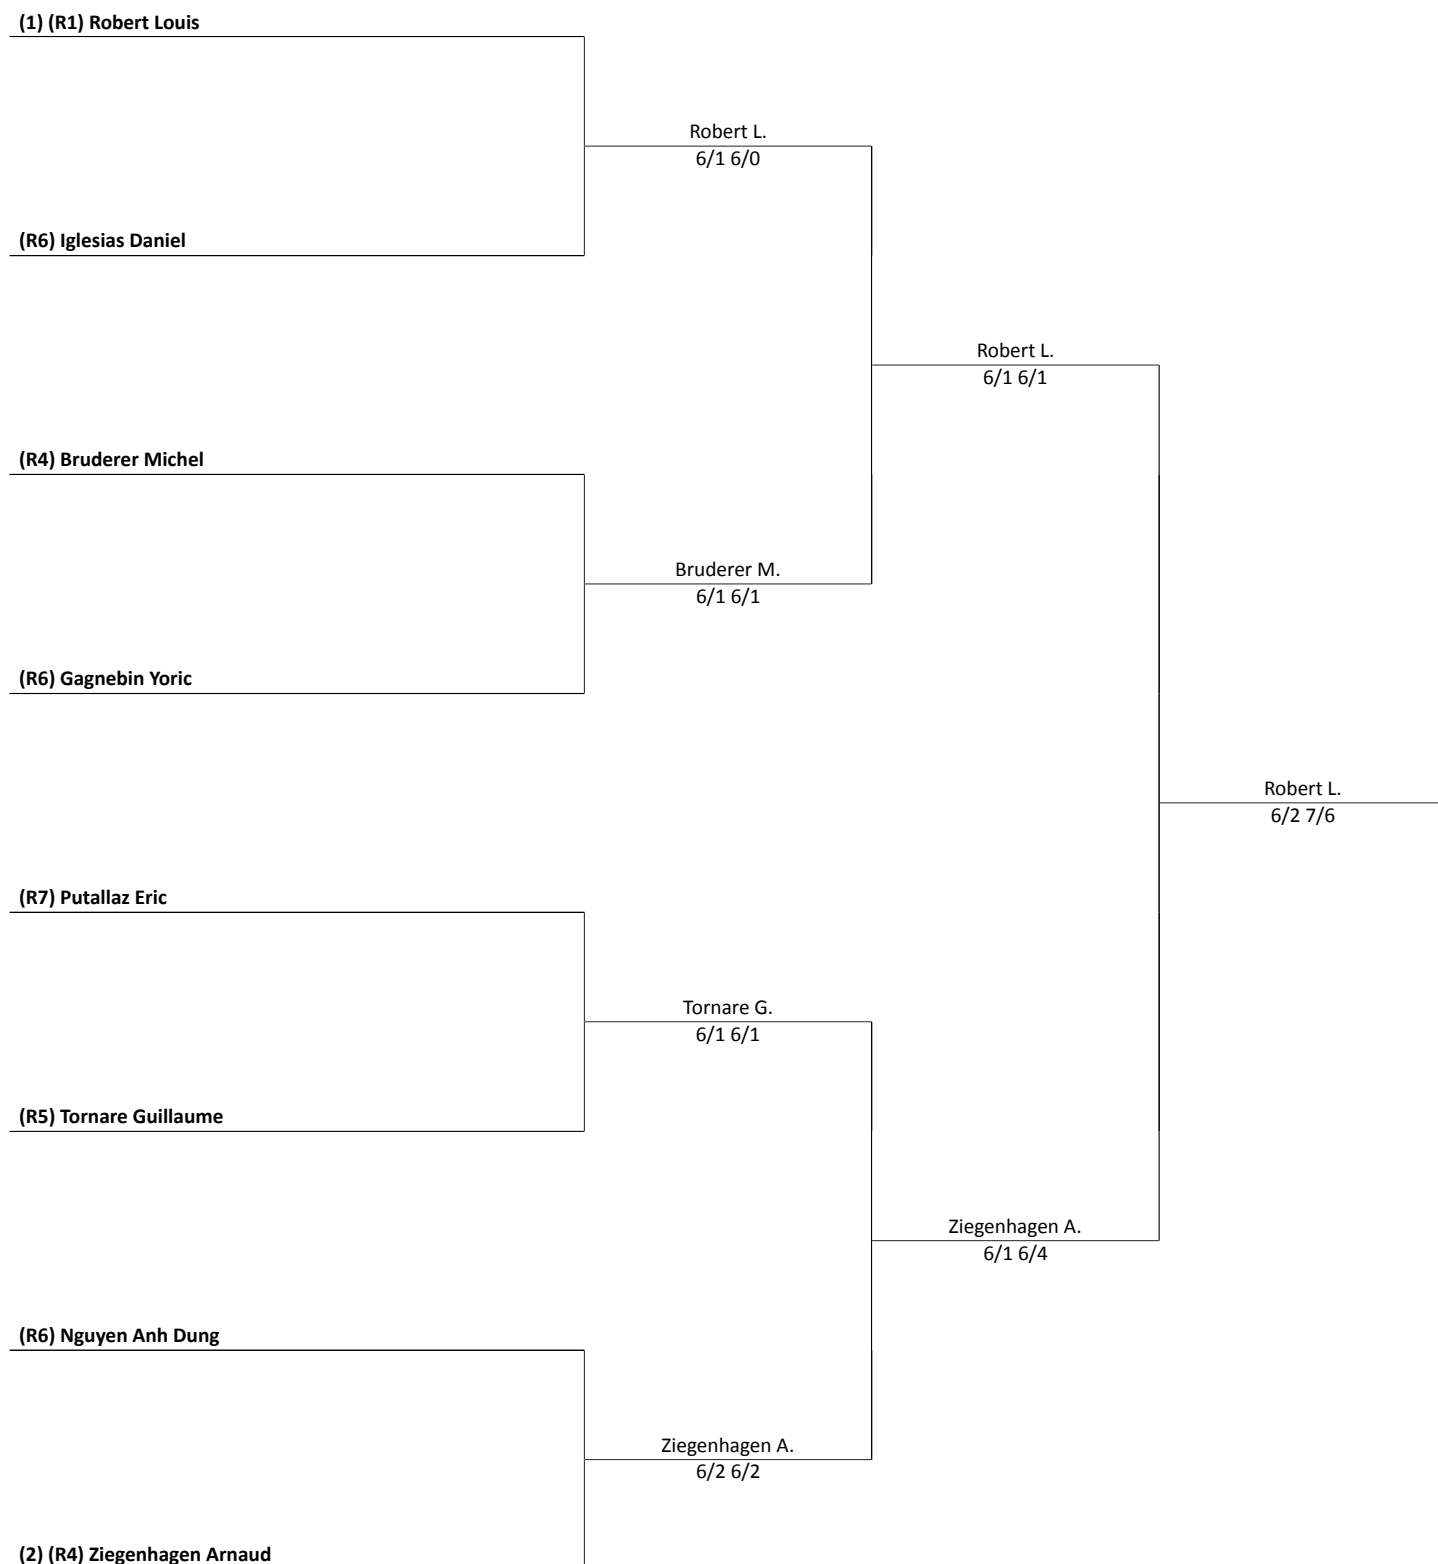 (1) (R1) Robert Louis
Robert L.
6/1 6/0
(R6) Iglesias Daniel
Robert L.
6/1 6/1
(R4) Bruderer Michel
Bruderer M.
6/1 6/1
(R6) Gagnebin Yoric
Robert L.
6/2 7/6
(R7) Putallaz Eric
Tornare G.
6/1 6/1
(R5) Tornare Guillaume
Ziegenhagen A.
6/1 6/4
(R6) Nguyen Anh Dung
Ziegenhagen A.
6/2 6/2
(2) (R4) Ziegenhagen Arnaud